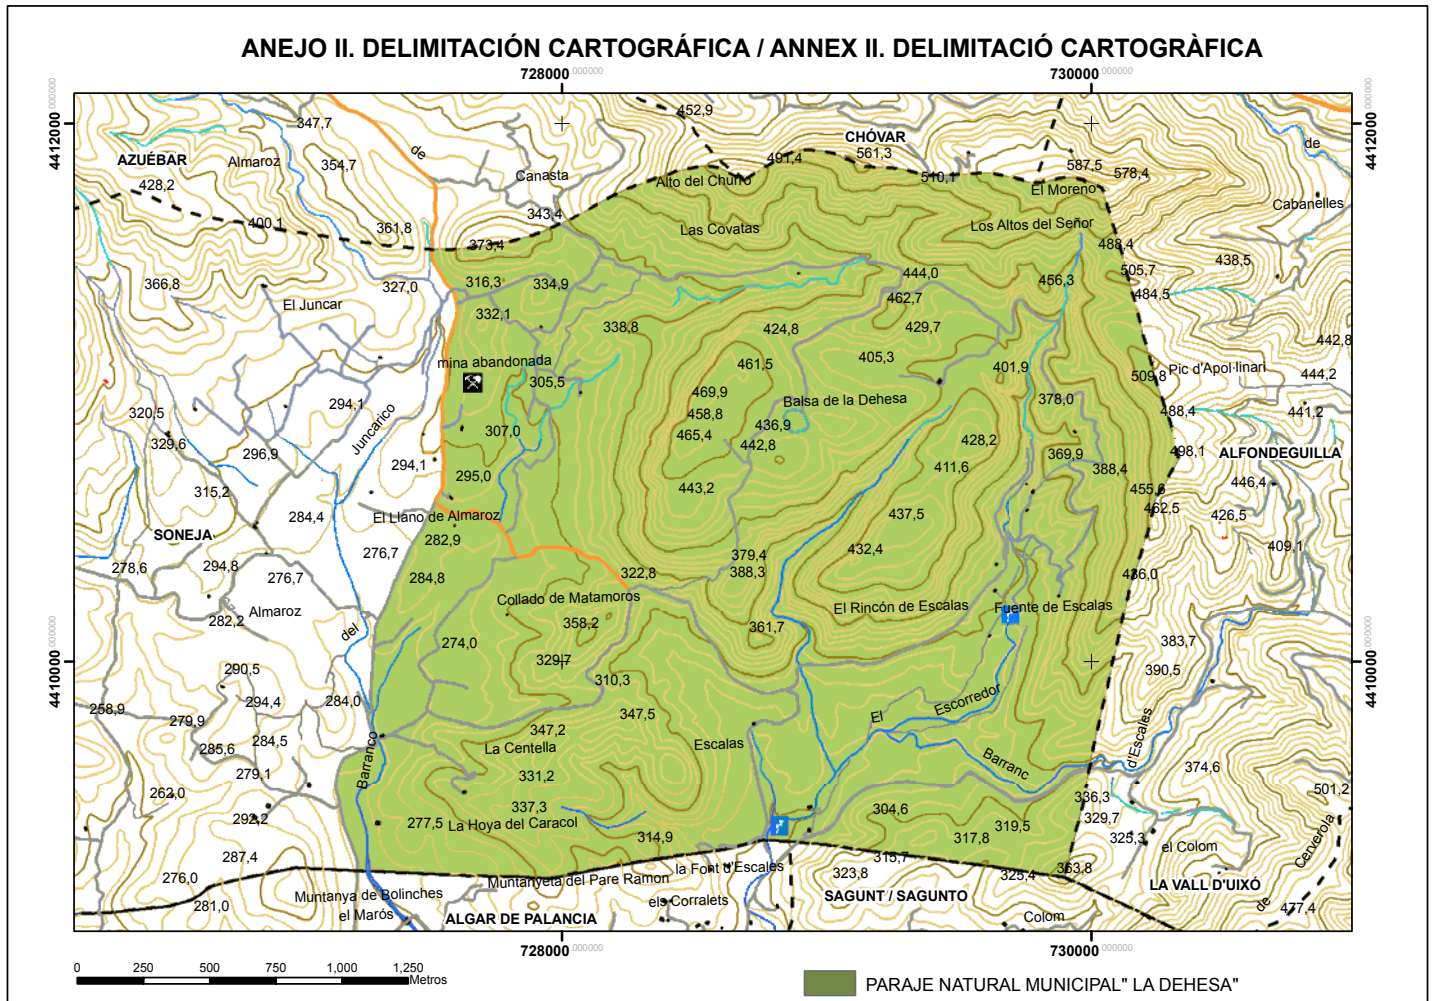 ANEJO II. DELIMITACIÓN CARTOGRÁFICA / ANNEX II. DELIMITACIÓ CARTOGRÀFICA
728000,000000 730000,000000
4412000,000000 4412000,000000
4410000,000000 4410000,000000
347,7 de 452,9 CHÓVAR de
AZUÉBAR Almaroz 354,7 491,4 561,3 587,5 578,4
428,2 Canasta Alto del Churro 510,1 El Moreno Cabanelles
400,1 361,8 343,4 Las Covatas Los Altos del Señor
373,4 488,4 438,5
366,8 327,0 316,3 334,9 444,0 456,3 505,7 484,5
El Juncar 332,1 338,8 424,8 462,7 429,7 442,8
mina abandonada 461,5 405,3 401,9 509,8 Pic d'Apol·linari 444,2
305,5 469,9 Balsa de la Dehesa 378,0
320,5 294,1 Juncarico 458,8 436,9 488,4 441,2
329,6 296,9 307,0 465,4 442,8 428,2 369,9 498,1 ALFONDEGUILLA
294,1 295,0 411,6 388,4 446,4
315,2 284,4 El Llano de Almaroz 443,2 437,5 455,6 462,5 426,5
SONEJA 276,7 282,9 379,4 432,4 409,1
278,6 294,8 276,7 284,8 322,8 388,3 436,0
282,2 Almaroz Collado de Matamoros El Rincón de Escalas Fuente de Escalas
del 274,0 358,2 361,7 383,7
290,5 329,7 390,5
258,9 294,4 284,0 310,3 Escorredor
279,9 347,5 El d'Escales
285,6 284,5 Barranco 347,2 La Centella Escalas Barranc
279,1 331,2 374,6
262,0 337,3 304,6 336,3 501,2
292,2 277,5 La Hoya del Caracol 314,9 317,8 319,5 329,7 325,3 Cerverola
287,4 la Font d'Escales 315,7 el Colom
276,0 Muntanyeta del Pare Ramon 323,8 325,4 363,8 LA VALL D'UIXÓ
281,0 Muntanya de Bolinches els Corralets SAGUNT / SAGUNTO de 477,4
el Marós ALGAR DE PALANCIA Colom
728000,000000 730000,000000
0 250 500 750 1,000 1,250 Metros
PARAJE NATURAL MUNICIPAL" LA DEHESA"